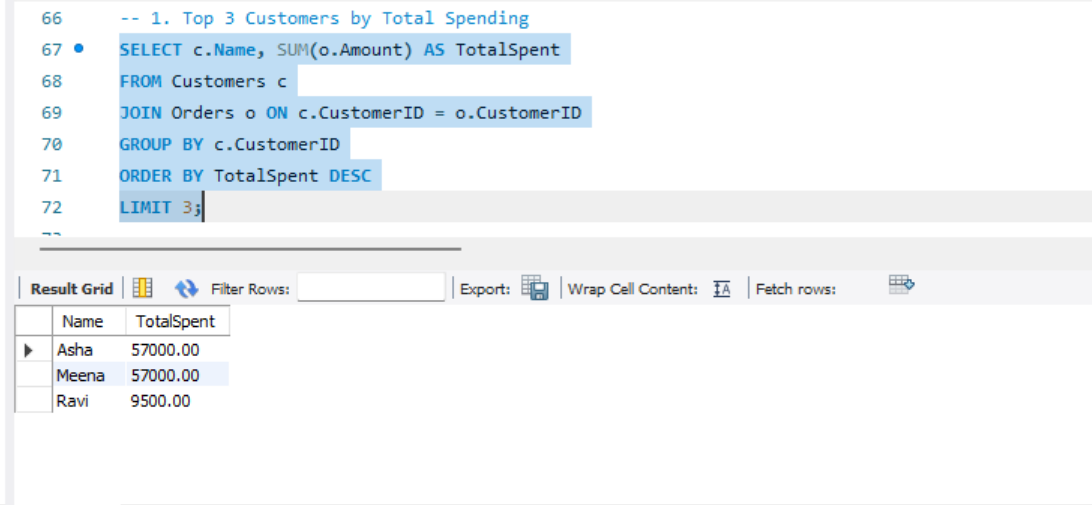 66 -- 1. Top 3 Customers by Total Spending
67 SELECT c.Name, SUM(o.Amount) AS TotalSpent
68 FROM Customers c
69 JOIN Orders o ON c.CustomerID = o.CustomerID
70 GROUP BY c.CustomerID
71 ORDER BY TotalSpent DESC
72 LIMIT 3;
Result Grid Filter Rows: Export: Wrap Cell Content: IA Fetch rows:
Name TotalSpent
Asha 57000.00
Meena 57000.00
Ravi 9500.00